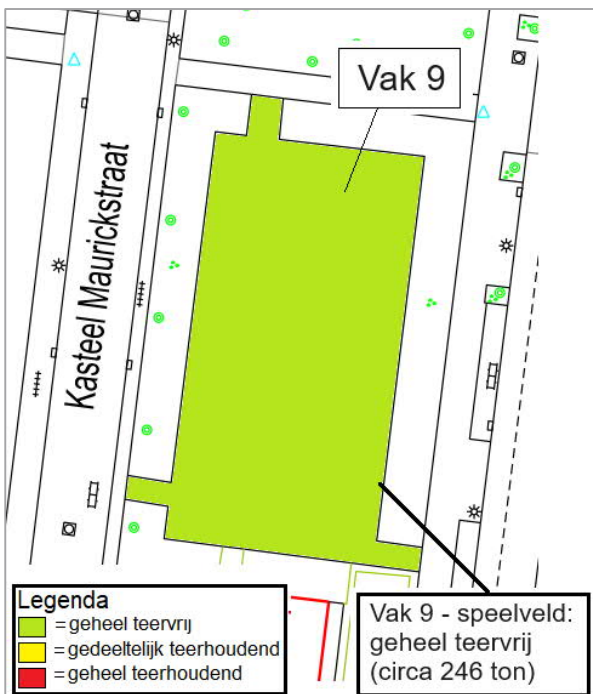 Vak 9
Kasteel Maurickstraat
Legenda
= geheel teervrij
= gedeeltelijk teerhoudend
= geheel teerhoudend
Vak 9 - speelveld:
geheel teervrij
(circa 246 ton)